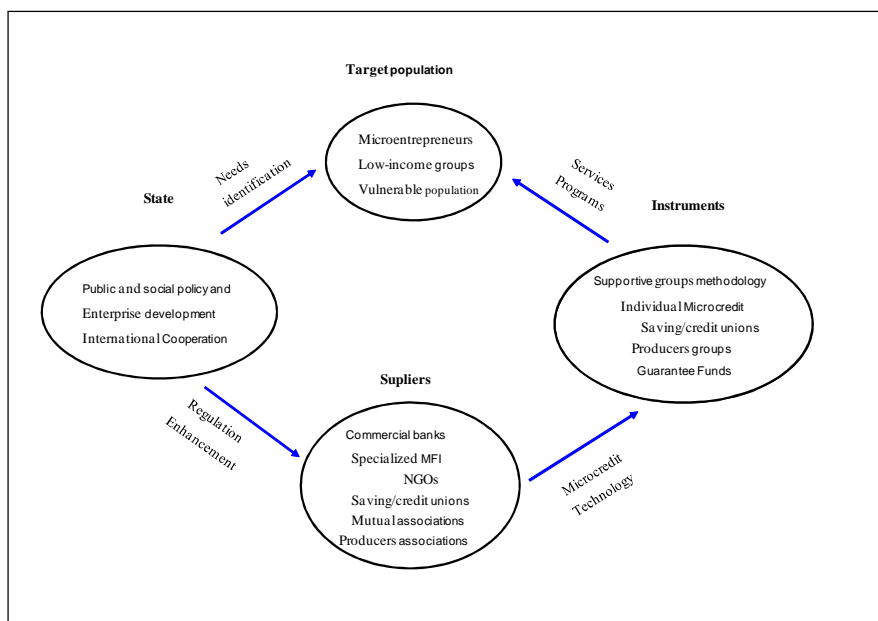 Target population
Microentrepreneurs
Low-income groups
Vulnerable population
Needs
identification
Services
Programs
State
Public and social policy and
Enterprise development
International Cooperation
Instruments
Supportive groups methodology
Individual Microcredit
Saving/credit unions
Producers groups
Guarantee Funds
Regulation
Enhancement
Supliers
Commercial banks
Specialized MFI
NGOs
Saving/credit unions
Mutual associations
Producers associations
Microcredit
Technology